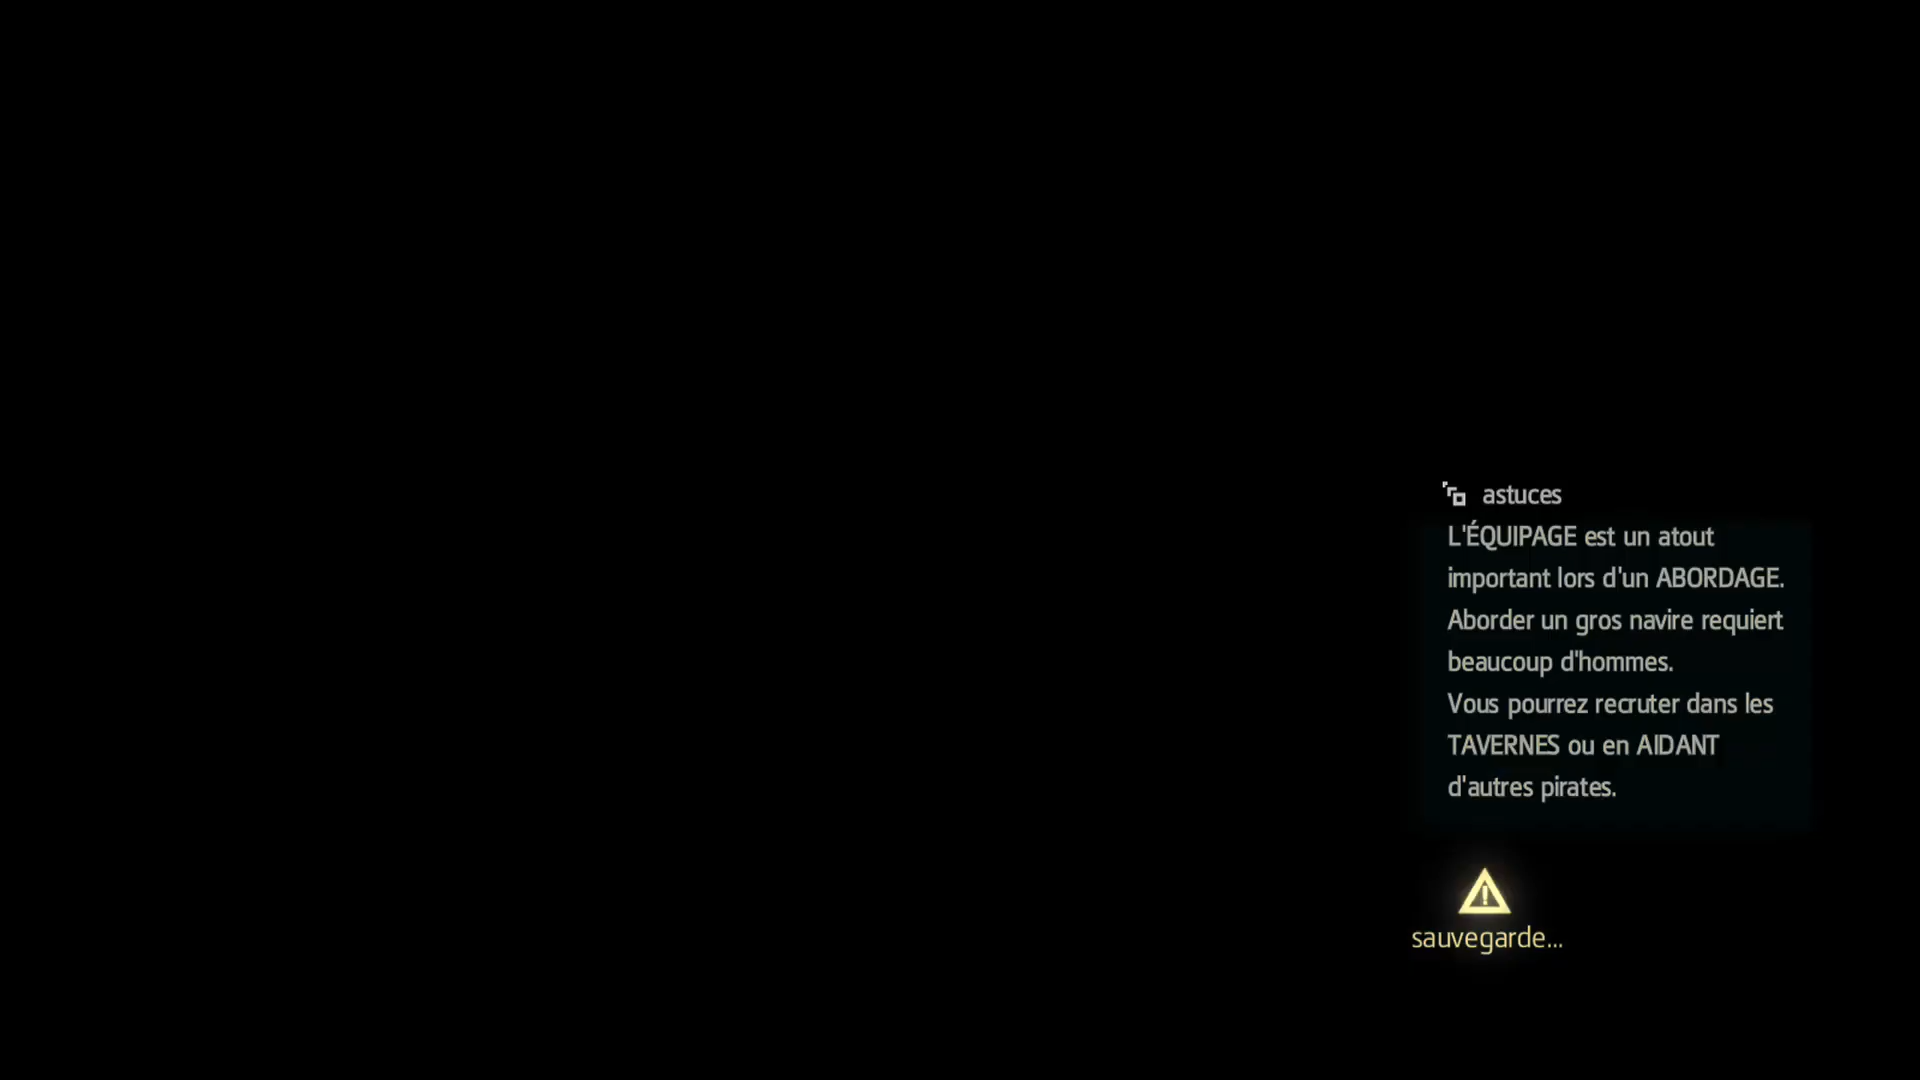 astuces
L'ÉQUIPAGE est un atout
important lors d'un ABORDAGE.
Aborder un gros navire requiert
beaucoup d'hommes.
Vous pourrez recruter dans les
TAVERNES ou en AIDANT
d'autres pirates.
sauvegarde...